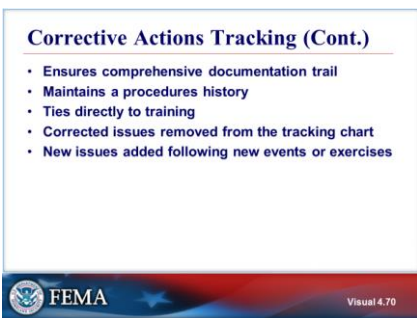 Corrective Actions Tracking (Cont.)
• Ensures comprehensive documentation trail
• Maintains a procedures history
• Ties directly to training
• Corrected issues removed from the tracking chart
• New issues added following new events or exercises
FEMA
Visual 4.70